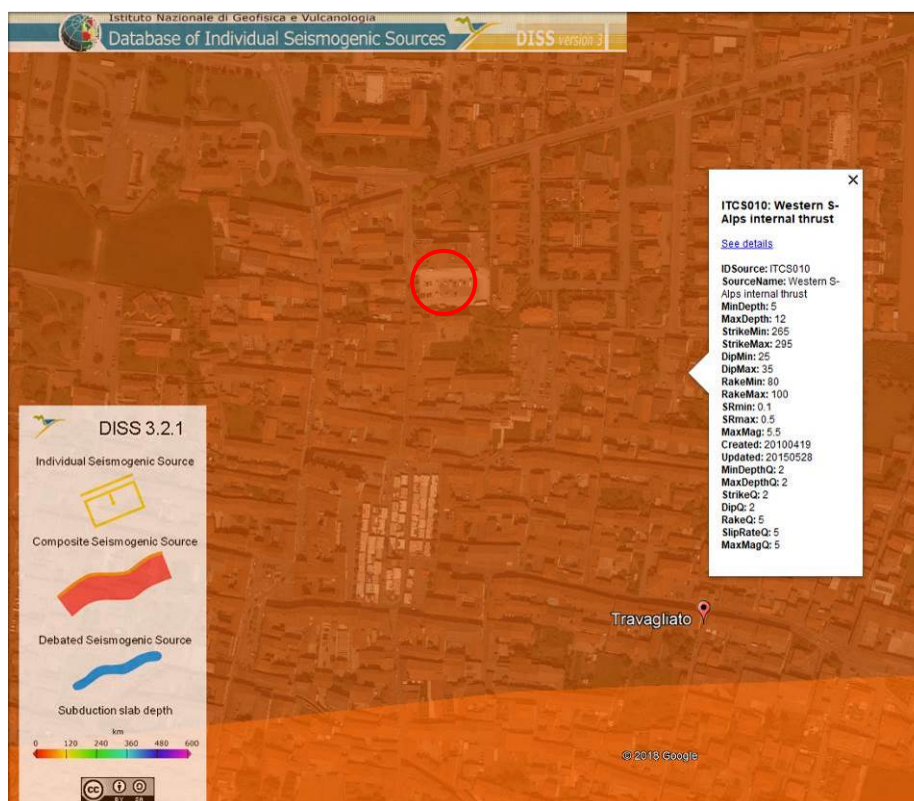 Istituto Nazionale di Geofisica e Vulcanologia
Database of Individual Seismogenic Sources
DISS version 3
ITCS010: Western S-
Alps internal thrust
See details
IDSource: ITCS010
SourceName: Western S-
Alps internal thrust
MinDepth: 5
MaxDepth: 12
StrikeMin: 265
StrikeMax: 295
DipMin: 25
DipMax: 35
RakeMin: 80
RakeMax: 100
SRmin: 0.1
SRmax: 0.5
MaxMag: 5.5
Created: 20100419
Updated: 20150528
MinDepthQ: 2
MaxDepthQ: 2
StrikeQ: 2
DipQ: 2
RakeQ: 5
SlipRateQ: 5
MaxMagQ: 5
DISS 3.2.1
Individual Seismogenic Source
Composite Seismogenic Source
Debated Seismogenic Source
Subduction slab depth
km
0 120 240 360 480 600
cc
BY SA
Travagliato
© 2018 Google